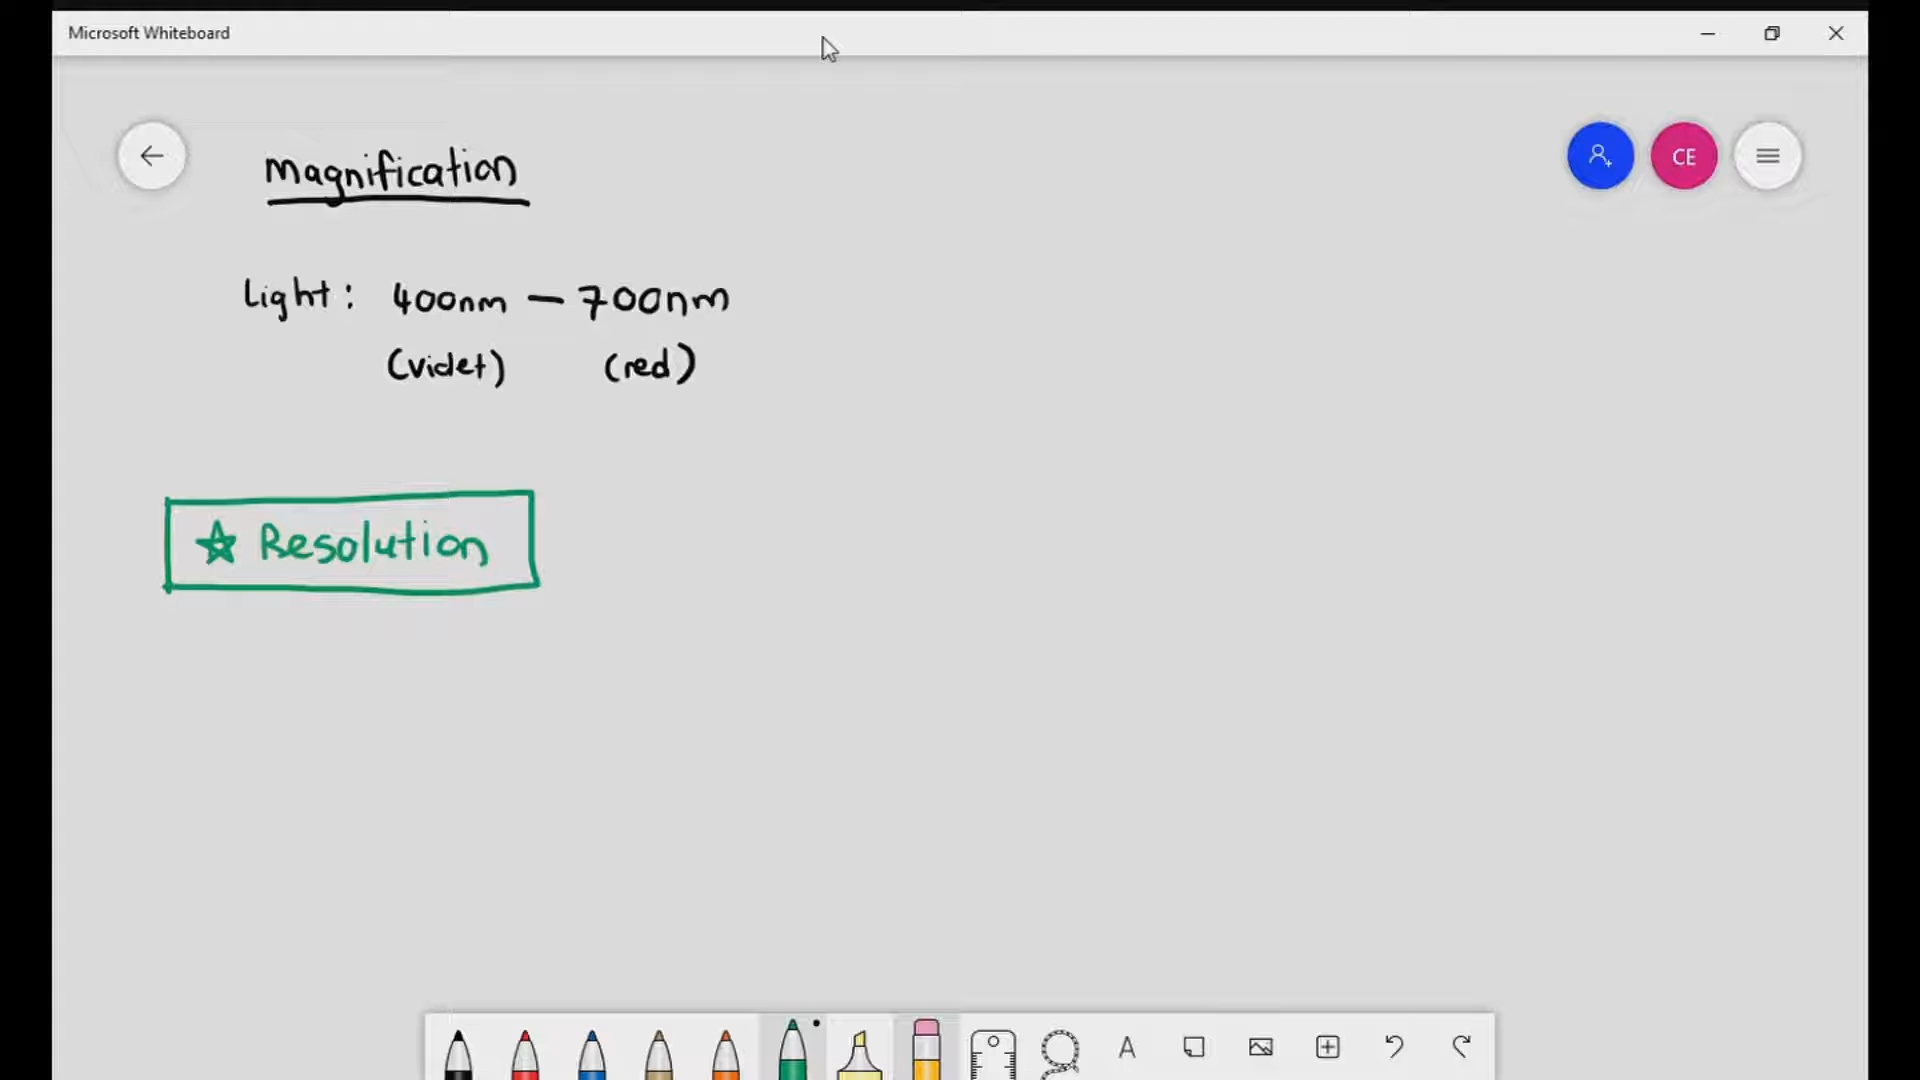 Microsoft Whiteboard
Magnification
CE
Light: 400nm — 700nm
(violet) (red)
☆ Resolution
A